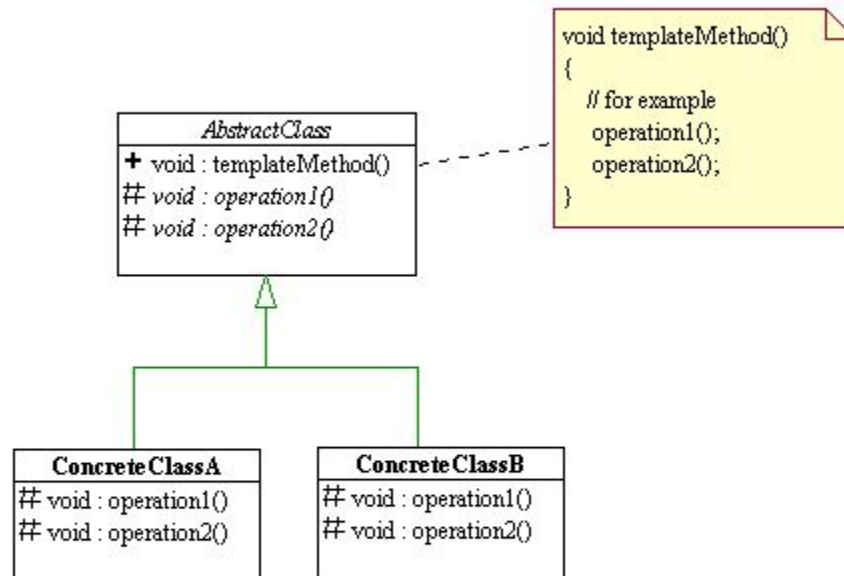 void templateMethod()
{
// for example
operation1();
operation2();
}
AbstractClass
+ void : templateMethod()
# void : operation1()
# void : operation2()
ConcreteClassA
# void : operation1()
# void : operation2()
ConcreteClassB
# void : operation1()
# void : operation2()